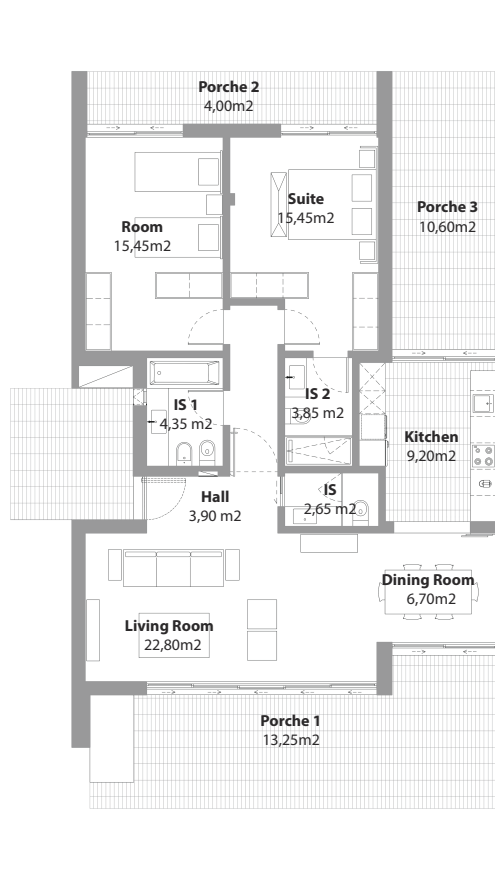 Porche 2
4,00m2
Suite
15,45m2
Porche 3
10,60m2
Room
15,45m2
IS 1
4,35 m2
IS 2
3,85 m2
Kitchen
9,20m2
Hall
3,90 m2
IS
2,65 m2
Dining Room
6,70m2
Living Room
22,80m2
Porche 1
13,25m2